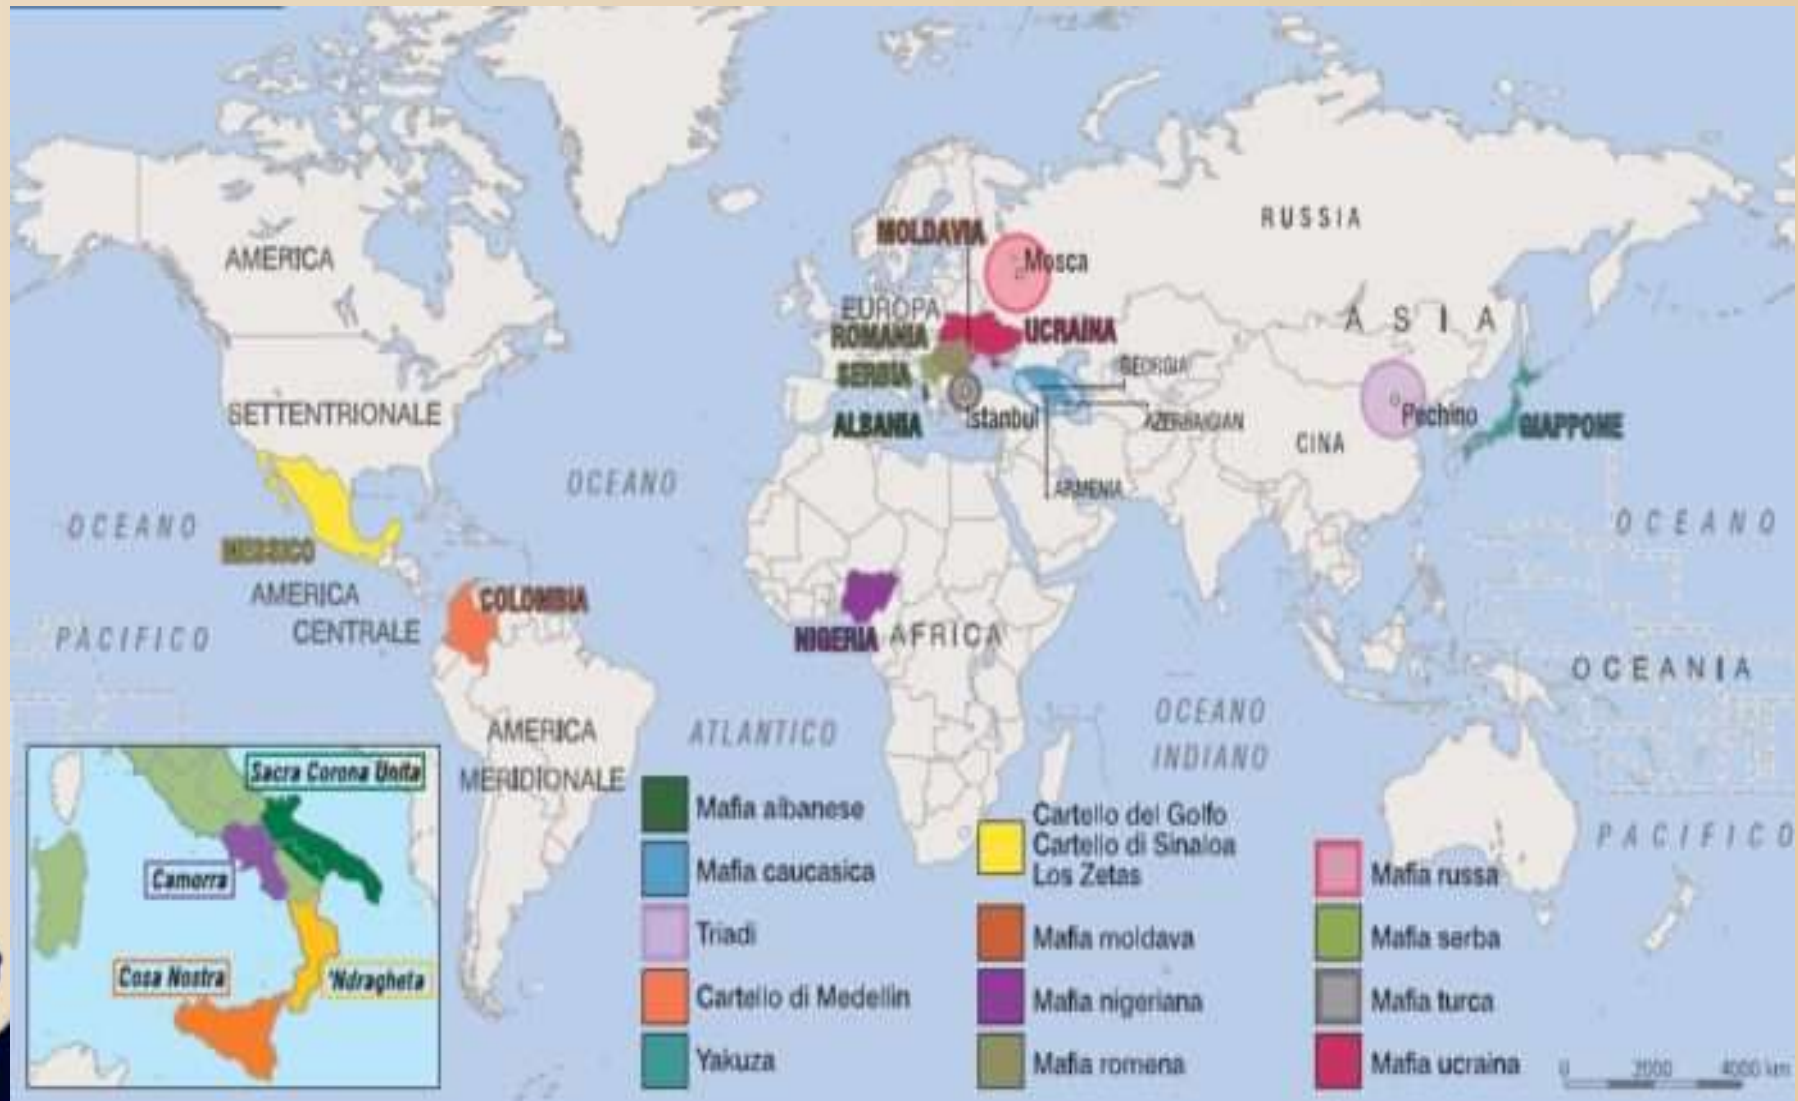 RUSSIA
MOLDAVIA
Mosca
AMERICA
EUROPA
A S I A
ROMANIA
UCRAINA
SERBIA
GEORGIA
SETTENTRIONALE
ALBANIA
Istanbul
AZERBAIGIAN
Pechino
CINA
GIAPPONE
OCEANO
ARMENIA
OCEANO
OCEANO
MESSICO
AMERICA
CENTRALE
COLOMBIA
PACIFICO
NIGERIA
AFRICA
OCEANIA
AMERICA
MERIDIONALE
ATLANTICO
OCEANO
INDIANO
PACIFICO
Sacra Corona Unita
Camorra
Cosa Nostra
'Ndragheta
Mafia albanese
Mafia caucasica
Triadi
Cartello di Medellin
Yakuza
Cartello del Golfo
Cartello di Sinaloa
Los Zetas
Mafia moldava
Mafia nigeriana
Mafia romena
Mafia russa
Mafia serba
Mafia turca
Mafia ucraina
0 2000 4000 km